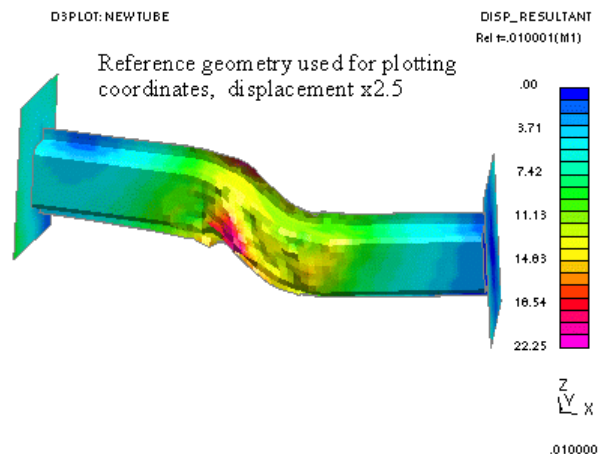 D3PLOT: NEWTUBE
DISP_RESULTANT
Rel t=.010001(M1)
Reference geometry used for plotting
coordinates, displacement x2.5
.00
3.71
7.42
11.13
14.83
18.54
22.25
Z
Y
X
.010000